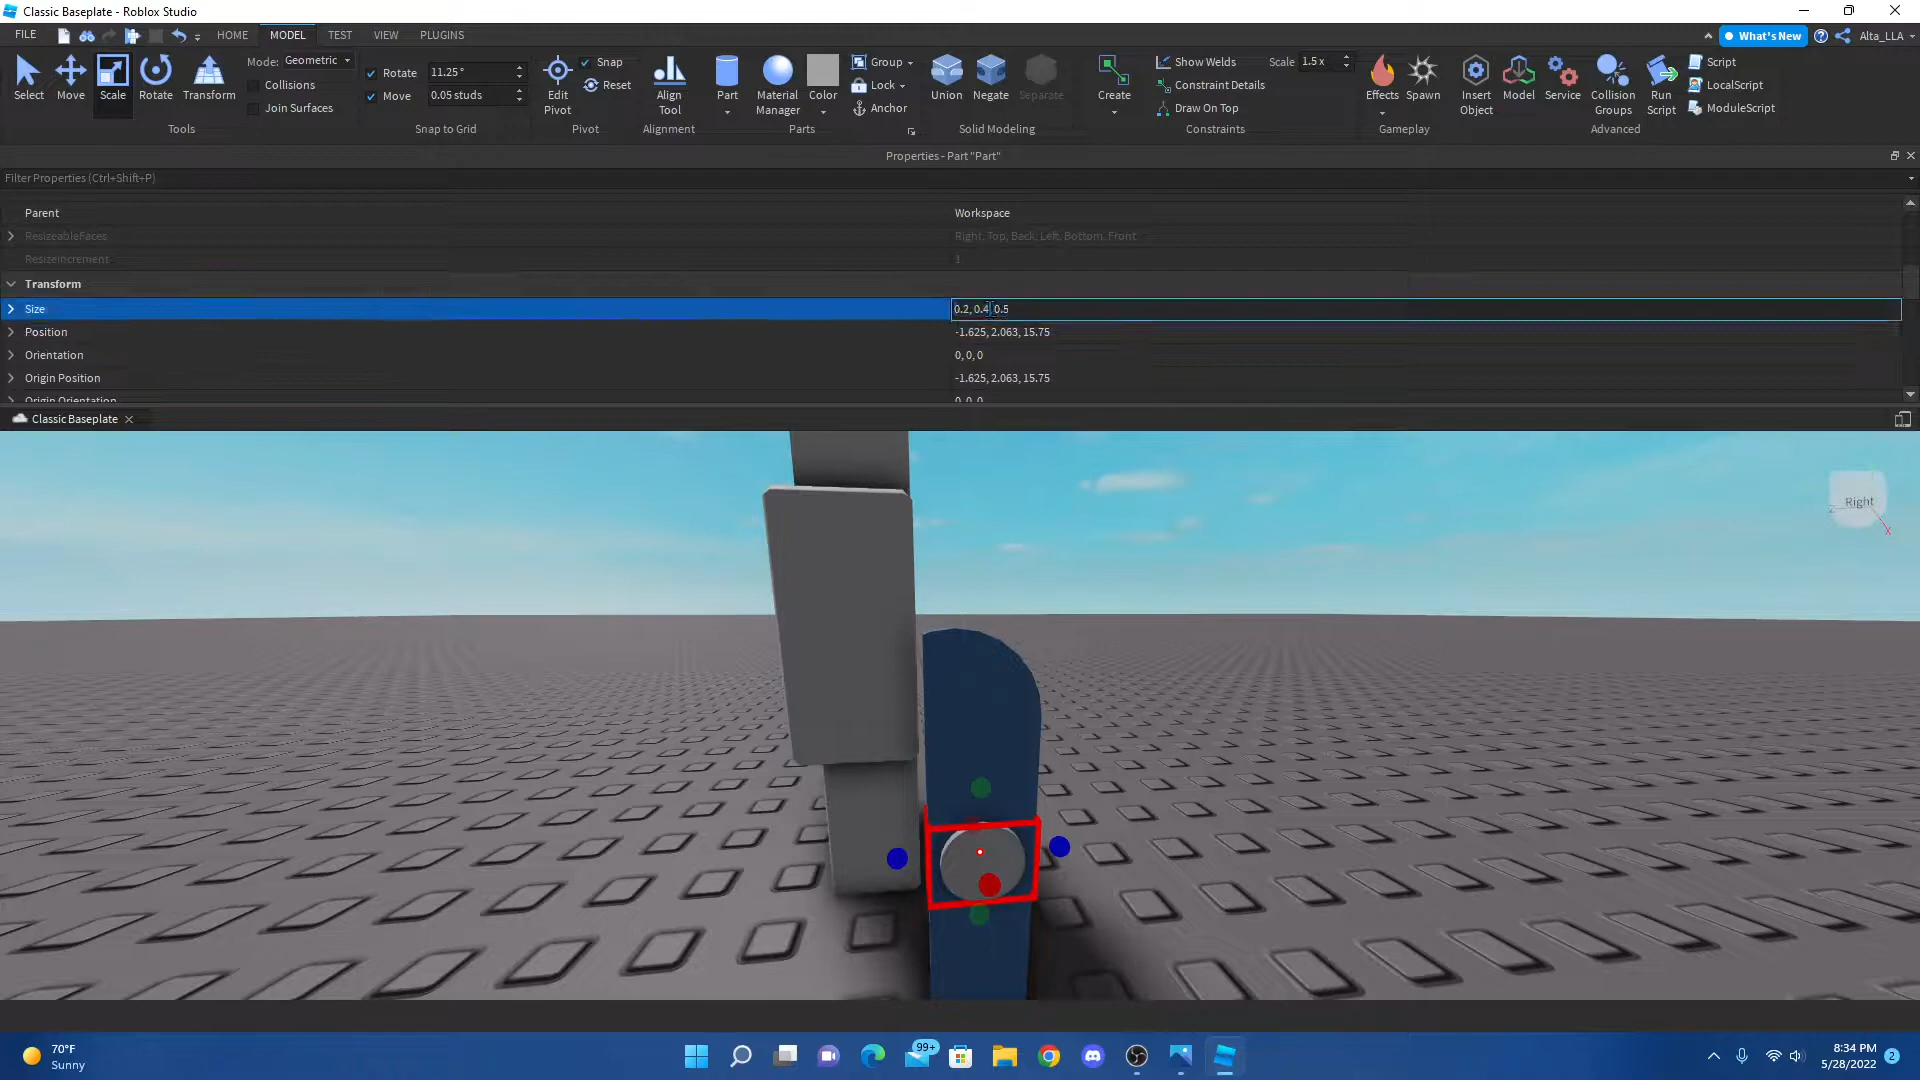 Classic Baseplate - Roblox Studio
FILE HOME MODEL TEST VIEW PLUGINS What's New Alta_LLA
Select Move Scale Rotate Transform
Mode: Geometric
Collisions
Join Surfaces
Tools
Rotate 11.25 °
Move 0.05 studs
Snap to Grid
Edit Pivot
Snap
Reset
Pivot
Align Tool
Alignment
Part
Material Manager
Color
Group
Lock
Anchor
Parts
Union Negate Separate
Solid Modeling
Create
Show Welds
Constraint Details
Draw On Top
Scale 1.5 x
Constraints
Effects Spawn
Gameplay
Insert Object
Model
Service
Collision Groups
Run Script
Script
LocalScript
ModuleScript
Advanced
Properties - Part "Part"
Filter Properties (Ctrl+Shift+P)
Parent Workspace
ResizeableFaces Right, Top, Back, Left, Bottom, Front
ResizeIncrement 1
Transform
Size 0.2, 0.4, 0.5
Position -1.625, 2.063, 15.75
Orientation 0, 0, 0
Origin Position -1.625, 2.063, 15.75
Origin Orientation 0, 0, 0
Classic Baseplate
Right
Z
X
70°F
Sunny
99+
8:34 PM
5/28/2022
2